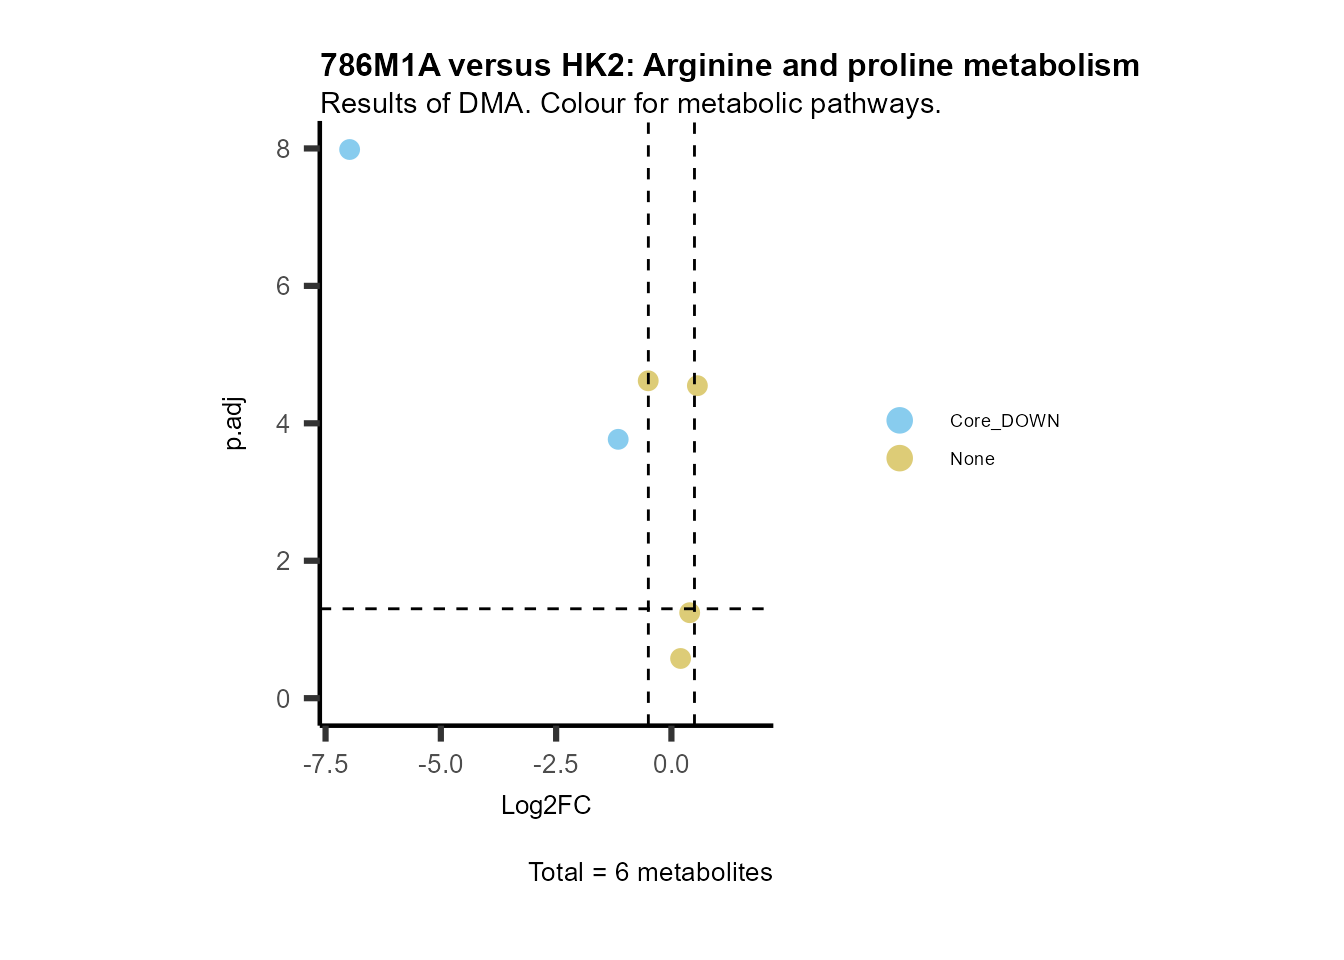 786M1A versus HK2: Arginine and proline metabolism
Results of DMA. Colour for metabolic pathways.
8
6
4
2
0
p.adj
-7.5 -5.0 -2.5 0.0
Log2FC
Core_DOWN
None
Total = 6 metabolites